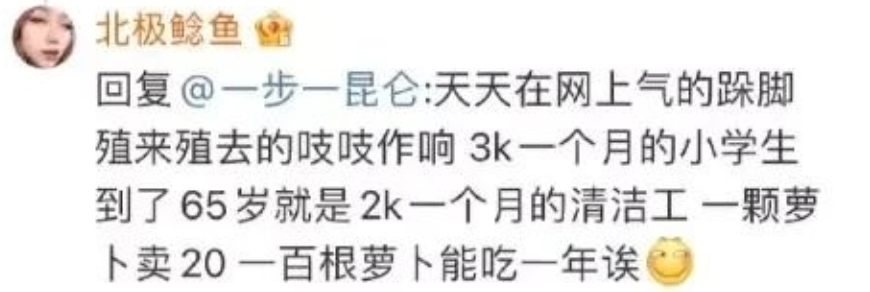 北极鲶鱼
回复@一步一昆仑:天天在网上气的跺脚
殖来殖去的吱吱作响 3k一个月的小学生
到了65岁就是2k一个月的清洁工 一颗萝
卜卖20 一百根萝卜能吃一年诶